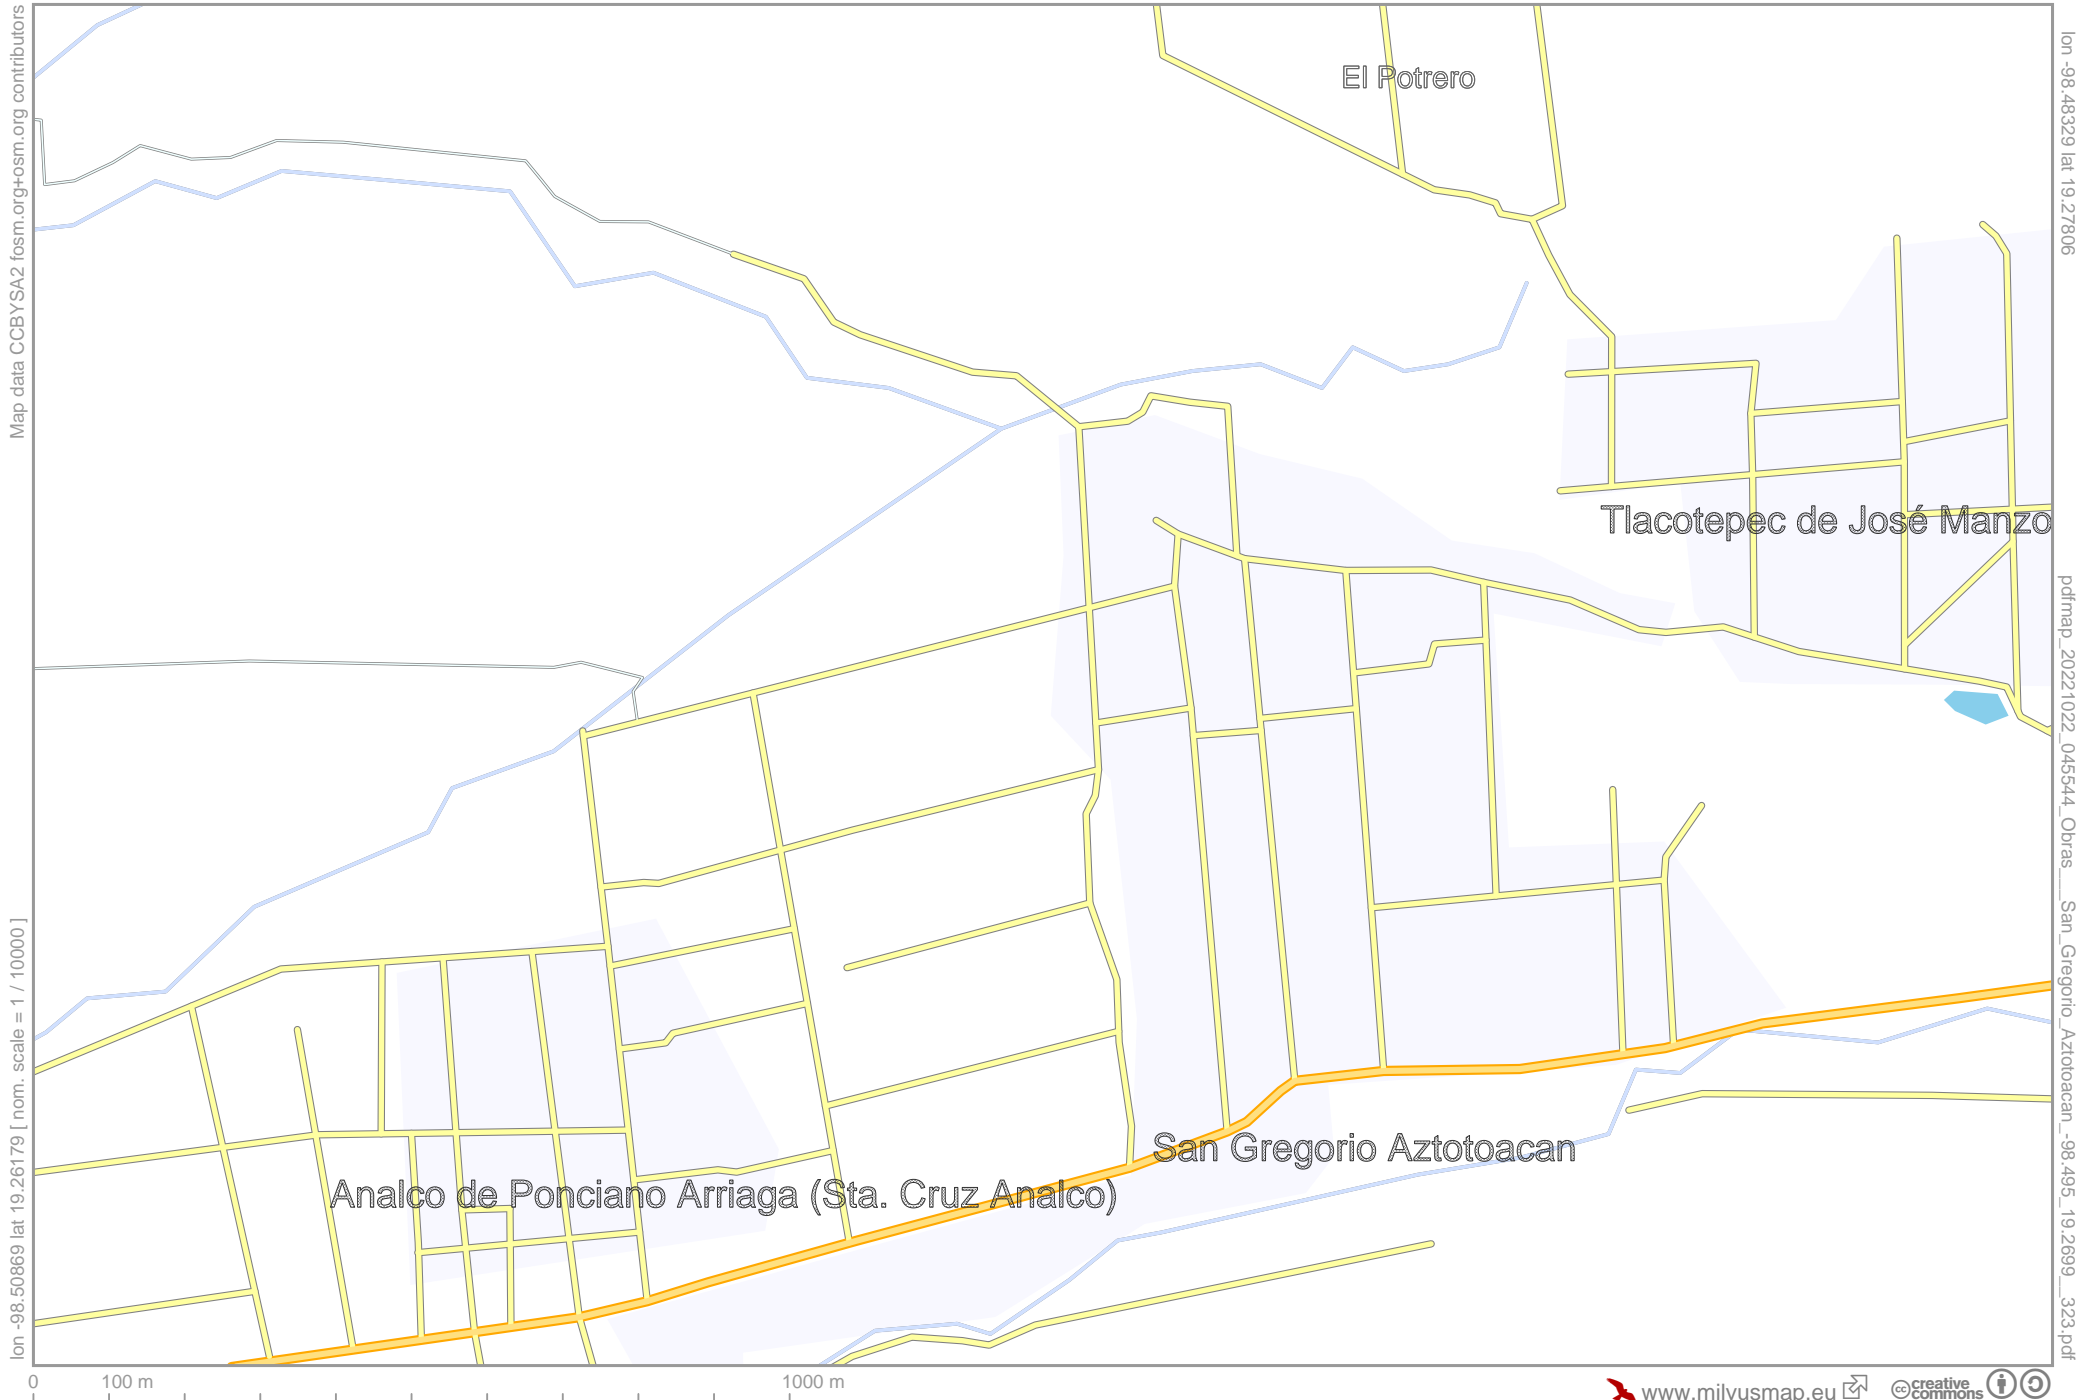 El Potrero
Tlacotepec de José Manzo
San Gregorio Aztotoacan
Analco de Ponciano Arriaga (Sta. Cruz Analco)
Map data CCBYSA2 fosm.org+osm.org contributors
lon -98.50869 lat 19.26179 [ nom. scale = 1 / 10000 ]
lon -98.48329 lat 19.27806
pdfmap_20221022_045544_Obras___San_Gregorio_Aztotoacan_-98.495_19.2699__323.pdf
0 100 m 1000 m
www.milvusmap.eu
cc creative commons